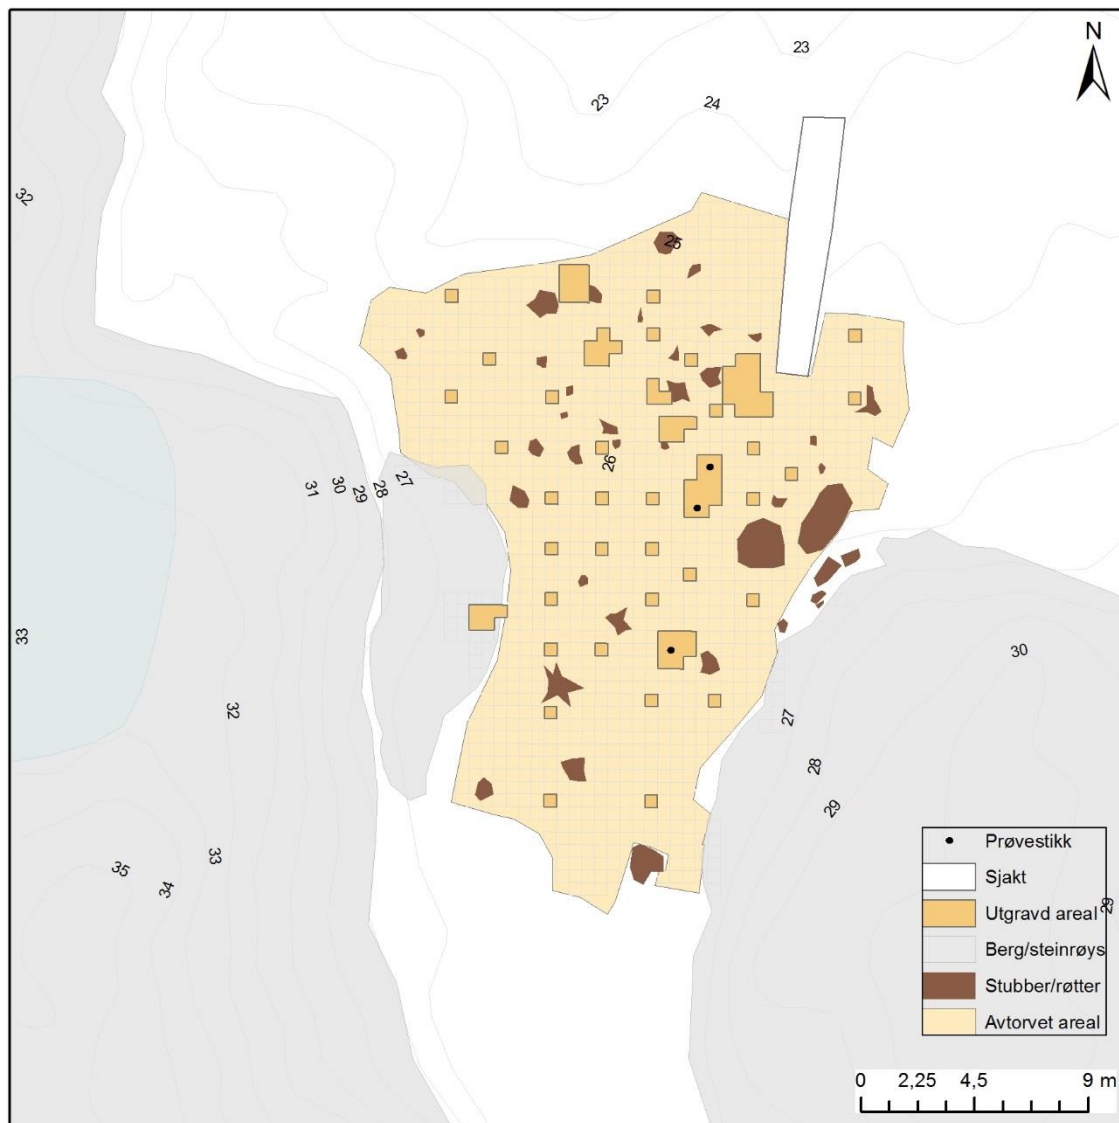 N
23
23
24
32
25
26
31
30
29
28
27
33
32
30
27
28
29
33
35
34
29
Prøvestikk
Sjakt
Utgravd areal
Berg/steinrøys
Stubber/røtter
Avtorvet areal
0 2,25 4,5 9 m